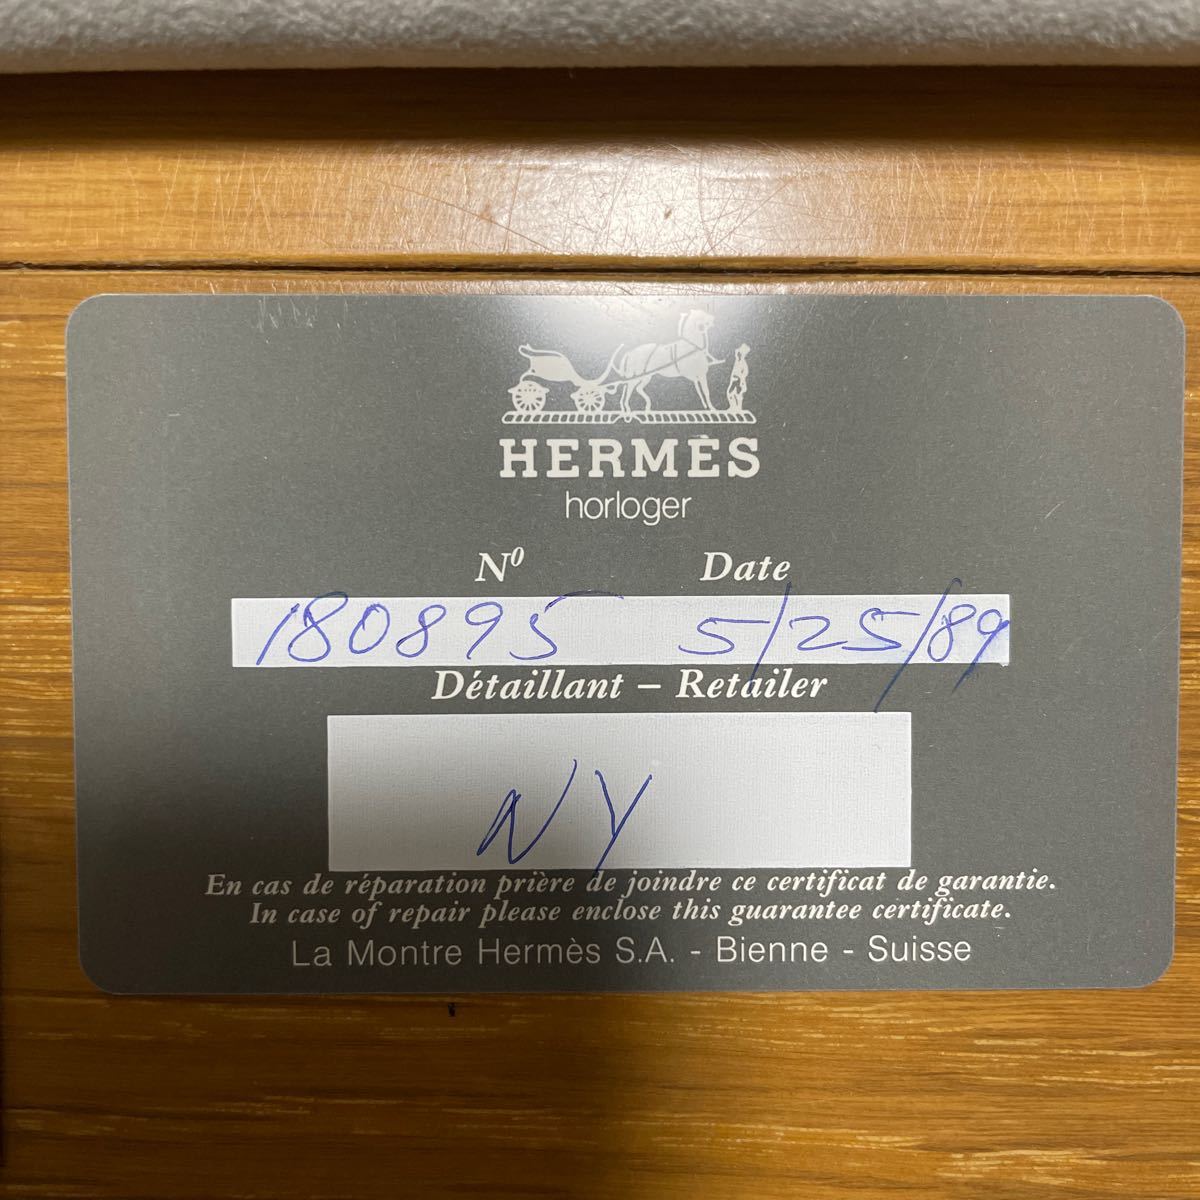 HERMÈS
horloger
Nº Date
180895 5/25/89
Détaillant – Retailer
NY
En cas de réparation prière de joindre ce certificat de garantie.
In case of repair please enclose this guarantee certificate.
La Montre Hermès S.A. - Bienne - Suisse